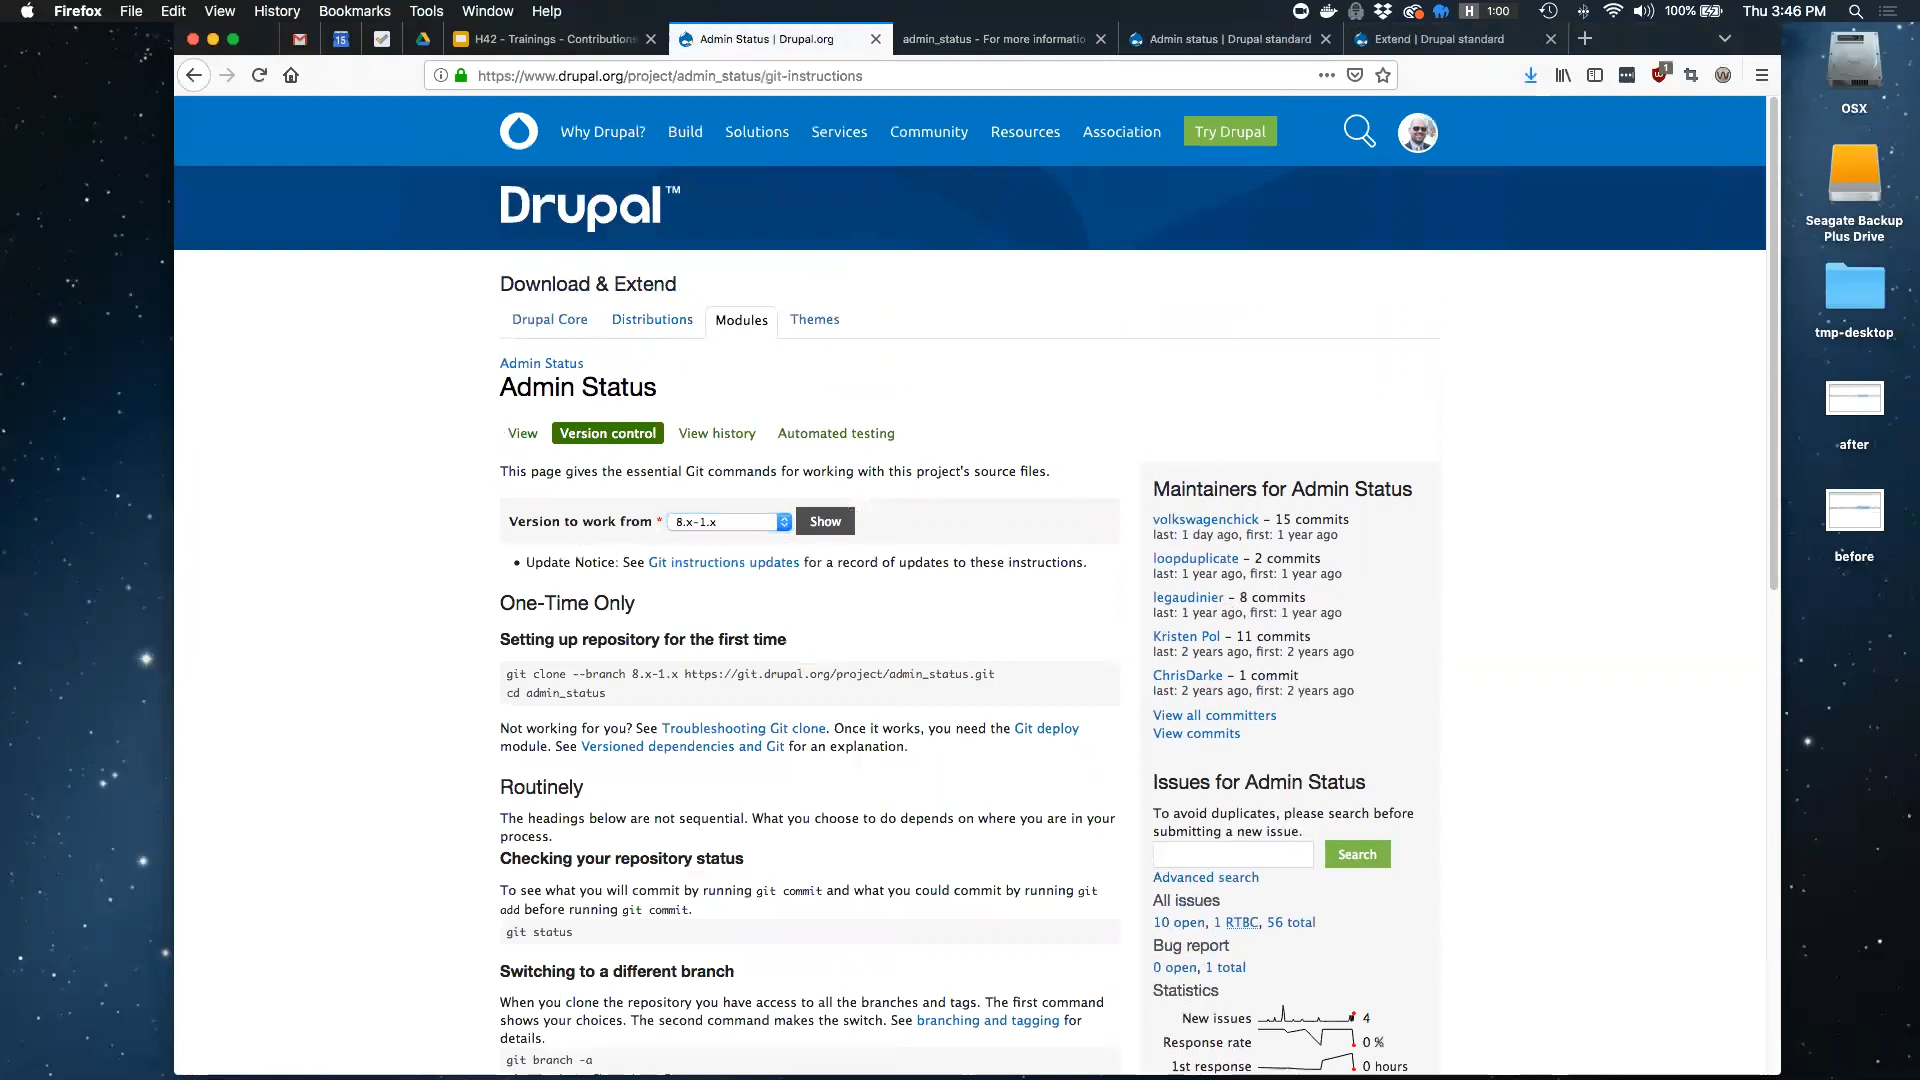 Firefox File Edit View History Bookmarks Tools Window Help
H 1:00 100% Thu 3:46 PM
H42 - Trainings - Contributions
Admin Status | Drupal.org
admin_status - For more informatio
Admin status | Drupal standard
Extend | Drupal standard
https://www.drupal.org/project/admin_status/git-instructions
1
Why Drupal? Build Solutions Services Community Resources Association Try Drupal
Drupal™
Download & Extend
Drupal Core Distributions Modules Themes
Admin Status
Admin Status
View Version control View history Automated testing
This page gives the essential Git commands for working with this project's source files.
Version to work from * 8.x-1.x Show
• Update Notice: See Git instructions updates for a record of updates to these instructions.
One-Time Only
Setting up repository for the first time
git clone --branch 8.x-1.x https://git.drupal.org/project/admin_status.git
cd admin_status
Not working for you? See Troubleshooting Git clone. Once it works, you need the Git deploy
module. See Versioned dependencies and Git for an explanation.
Routinely
The headings below are not sequential. What you choose to do depends on where you are in your
process.
Checking your repository status
To see what you will commit by running git commit and what you could commit by running git
add before running git commit.
git status
Switching to a different branch
When you clone the repository you have access to all the branches and tags. The first command
shows your choices. The second command makes the switch. See branching and tagging for
details.
git branch -a
Maintainers for Admin Status
volkswagenchick - 15 commits
last: 1 day ago, first: 1 year ago
loopduplicate - 2 commits
last: 1 year ago, first: 1 year ago
legaudinier - 8 commits
last: 1 year ago, first: 1 year ago
Kristen Pol - 11 commits
last: 2 years ago, first: 2 years ago
ChrisDarke - 1 commit
last: 2 years ago, first: 2 years ago
View all committers
View commits
Issues for Admin Status
To avoid duplicates, please search before
submitting a new issue.
Search
Advanced search
All issues
10 open, 1 RTBC, 56 total
Bug report
0 open, 1 total
Statistics
New issues 4
Response rate 0 %
1st response 0 hours
OSX
Seagate Backup
Plus Drive
tmp-desktop
after
before